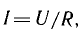 I = U/R,